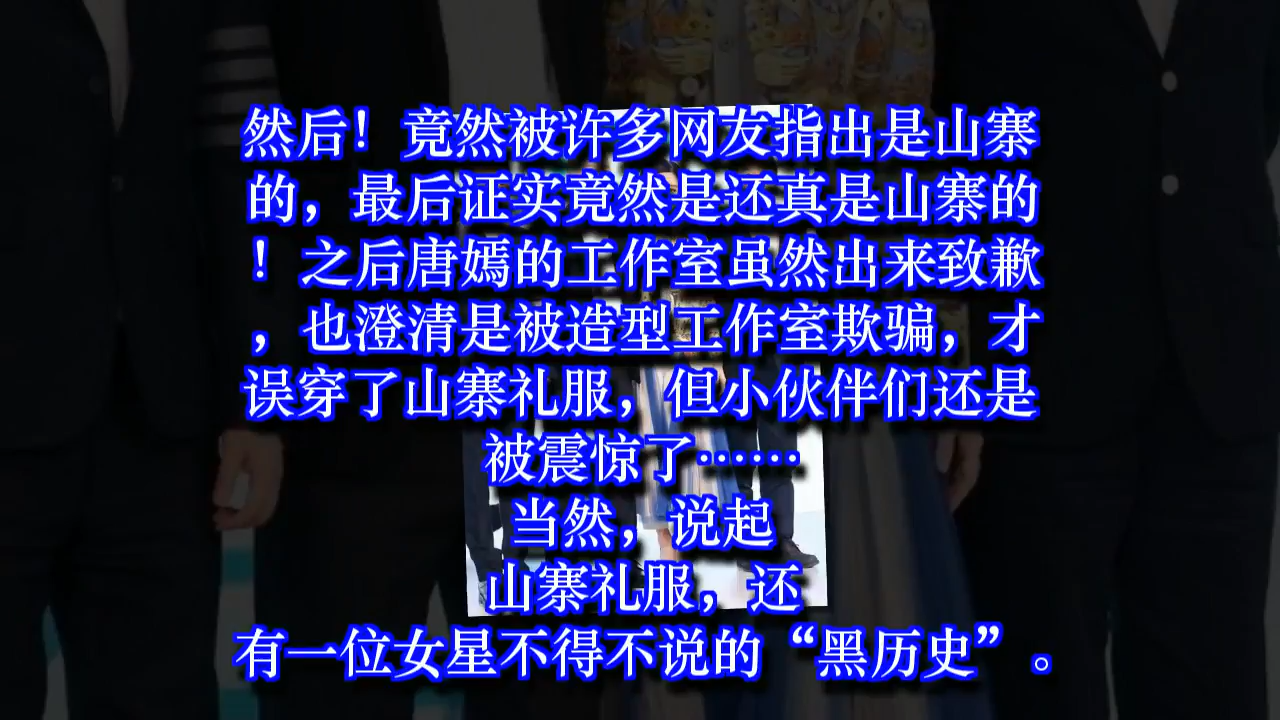 然后！竟然被许多网友指出是山寨
的，最后证实竟然是还真是山寨的
！之后唐嫣的工作室虽然出来致歉
，也澄清是被造型工作室欺骗，才
误穿了山寨礼服，但小伙伴们还是
被震惊了……
当然，说起
山寨礼服，还
有一位女星不得不说的“黑历史”。